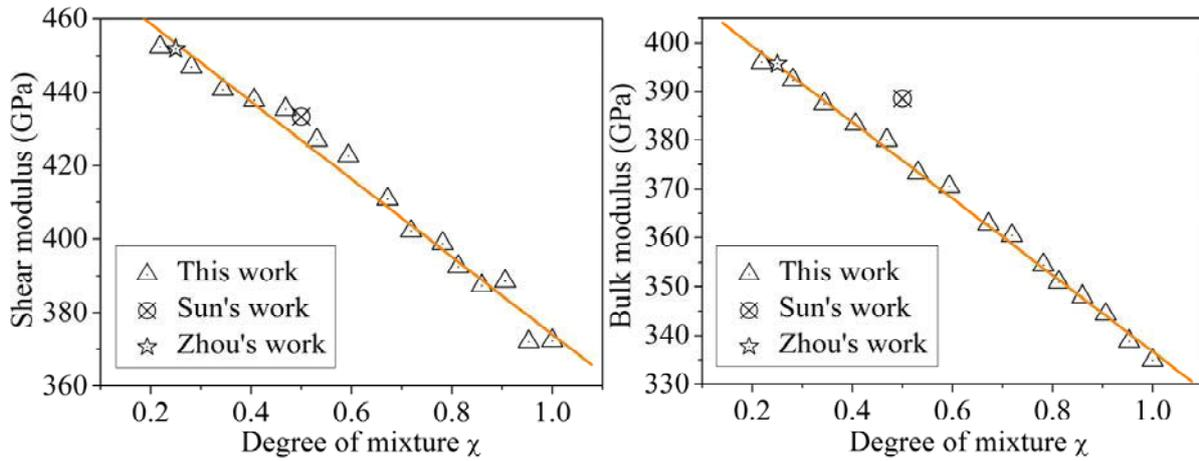 Shear modulus (GPa)
460
440
420
400
380
360
This work
Sun's work
Zhou's work
0.2 0.4 0.6 0.8 1.0
Degree of mixture χ
Bulk modulus (GPa)
400
390
380
370
360
350
340
330
This work
Sun's work
Zhou's work
0.2 0.4 0.6 0.8 1.0
Degree of mixture χ